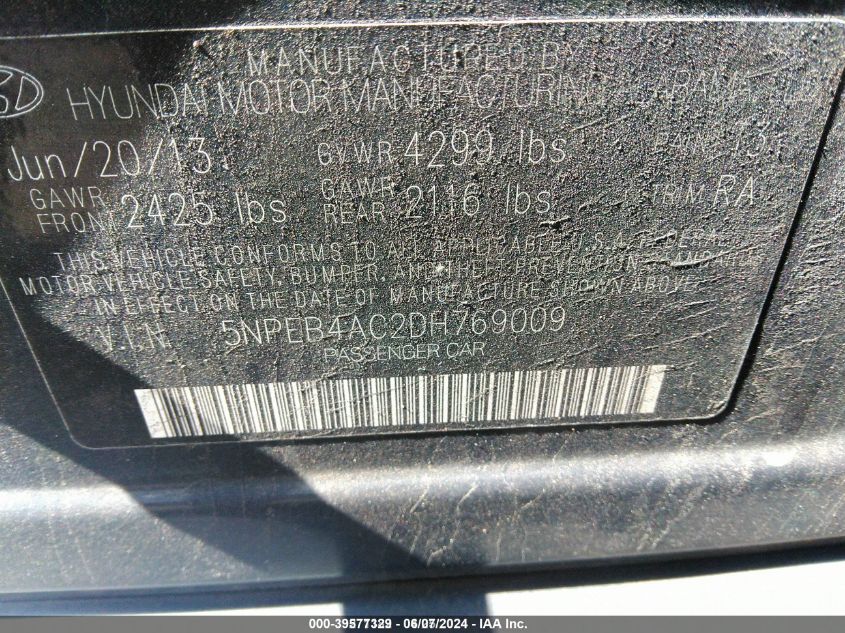 MANUFACTURED BY
HYUNDAI MOTOR MANUFACTURING
Jun/20/13 GVWR 4299 lbs
GAWR FRONT 2425 lbs GAWR REAR 2116 lbs TRIM RA
THIS VEHICLE CONFORMS TO ALL APPLICABLE U.S.A. FEDERAL
MOTOR VEHICLE SAFETY, BUMPER, AND THEFT PREVENTION
IN EFFECT ON THE DATE OF MANUFACTURE SHOWN ABOVE.
V.I.N. 5NPEB4AC2DH769009
PASSENGER CAR
000-39577329 - 06/07/2024 - IAA Inc.